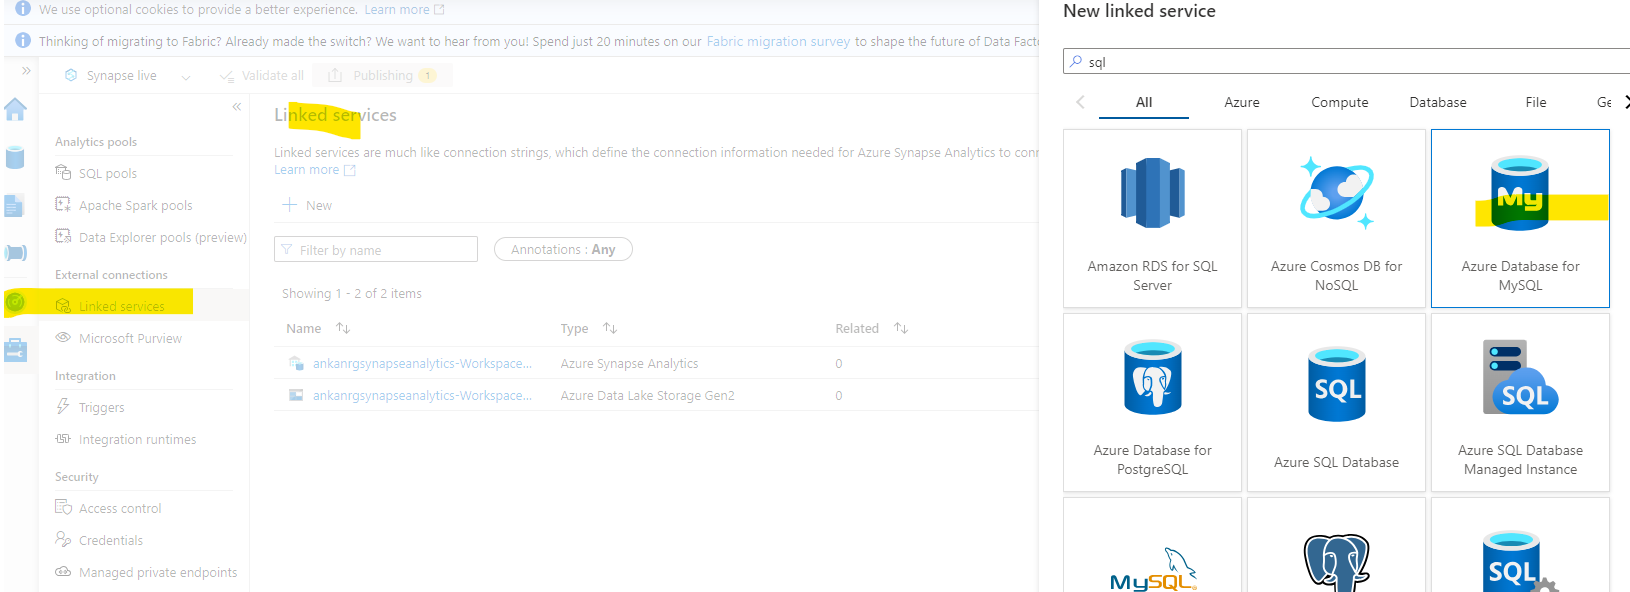 We use optional cookies to provide a better experience. Learn more
Thinking of migrating to Fabric? Already made the switch? We want to hear from you! Spend just 20 minutes on our Fabric migration survey to shape the future of Data Fact
Synapse live
Validate all
Publishing 1
Analytics pools
SQL pools
Apache Spark pools
Data Explorer pools (preview)
External connections
Linked services
Microsoft Purview
Integration
Triggers
Integration runtimes
Security
Access control
Credentials
Managed private endpoints
Linked services
Linked services are much like connection strings, which define the connection information needed for Azure Synapse Analytics to conn
Learn more
New
Filter by name
Annotations : Any
Showing 1 - 2 of 2 items
Name Type Related
ankanrgsynapseanalytics-Workspace... Azure Synapse Analytics 0
ankanrgsynapseanalytics-Workspace... Azure Data Lake Storage Gen2 0
New linked service
sql
All Azure Compute Database File Ge
My
Amazon RDS for SQL
Server
Azure Cosmos DB for
NoSQL
Azure Database for
MySQL
SQL
SQL
Azure Database for
PostgreSQL
Azure SQL Database
Azure SQL Database
Managed Instance
MySQL
SQL